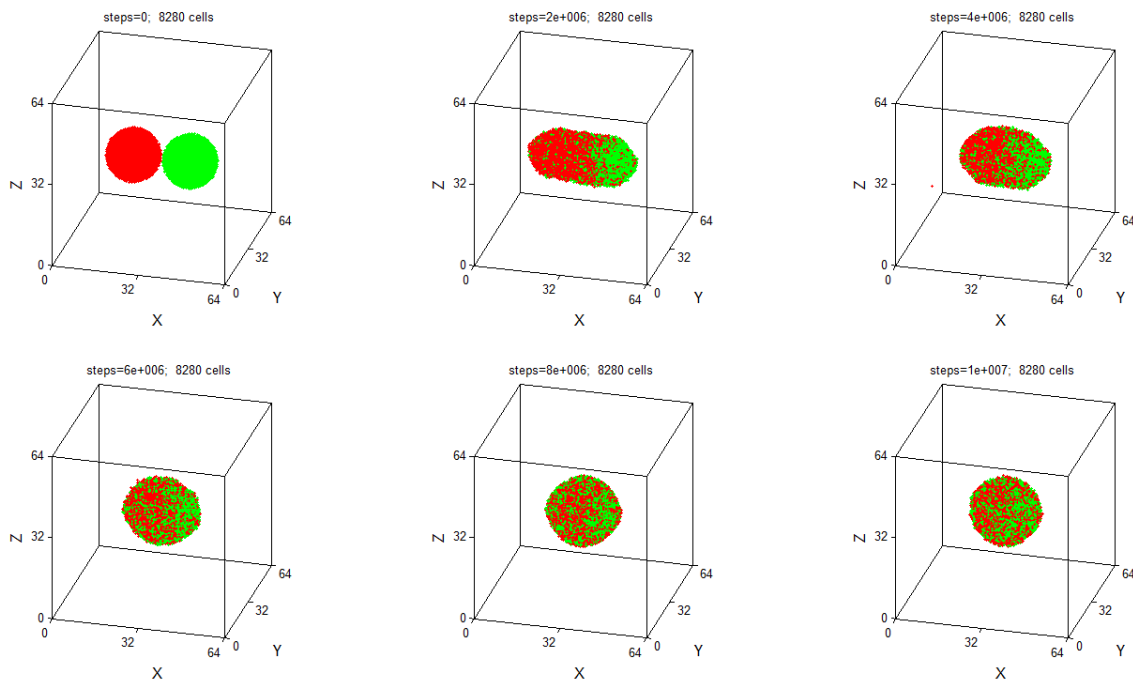 steps=0;  8280 cells
64
Z
32
0
0
32
64
X
0
32
64
Y
steps=2e+006;  8280 cells
64
Z
32
0
0
32
64
X
0
32
64
Y
steps=4e+006;  8280 cells
64
Z
32
0
0
32
64
X
0
32
64
Y
steps=6e+006;  8280 cells
64
Z
32
0
0
32
64
X
0
32
64
Y
steps=8e+006;  8280 cells
64
Z
32
0
0
32
64
X
0
32
64
Y
steps=1e+007;  8280 cells
64
Z
32
0
0
32
64
X
0
32
64
Y